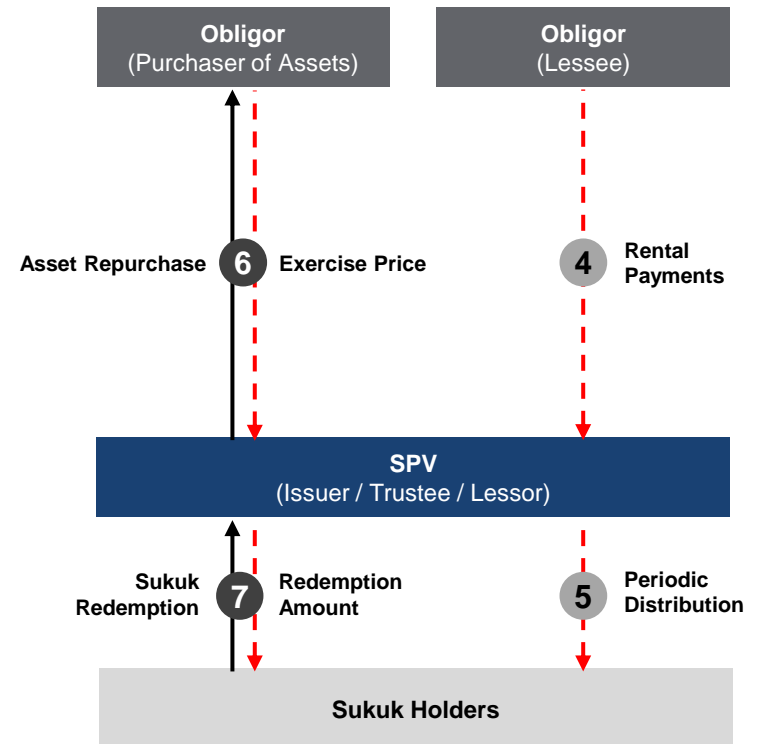 Obligor
(Purchaser of Assets)
Obligor
(Lessee)
Asset Repurchase
6
Exercise Price
4
Rental
Payments
SPV
(Issuer / Trustee / Lessor)
Sukuk
Redemption
7
Redemption
Amount
5
Periodic
Distribution
Sukuk Holders